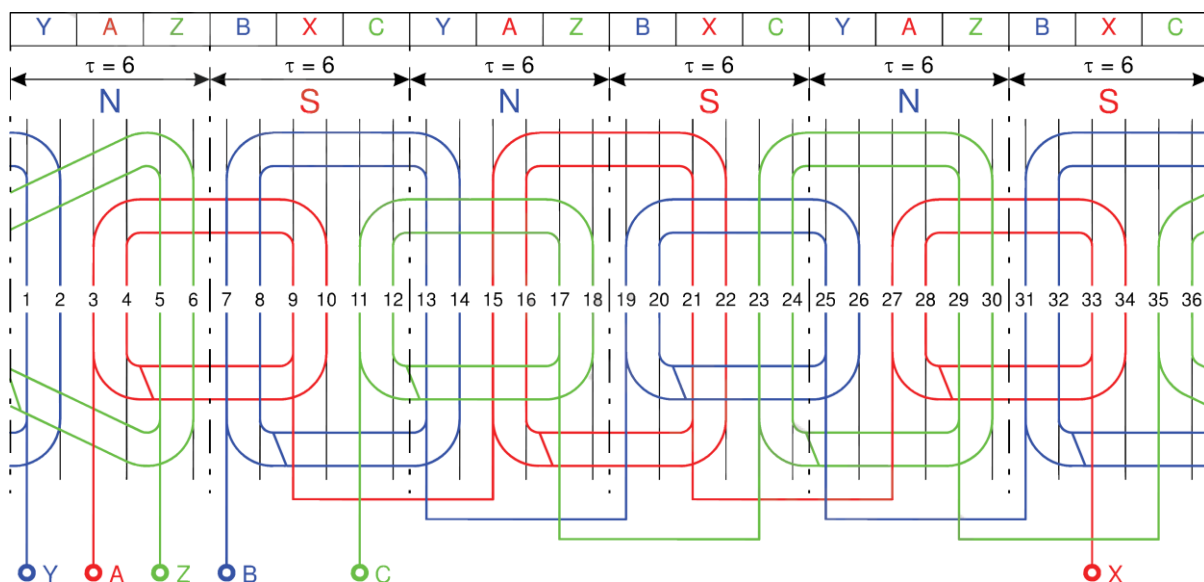 Y A Z B X C Y A Z B X C Y A Z B X C
τ = 6 τ = 6 τ = 6 τ = 6 τ = 6 τ = 6
N S N S N S
1 2 3 4 5 6 7 8 9 10 11 12 13 14 15 16 17 18 19 20 21 22 23 24 25 26 27 28 29 30 31 32 33 34 35 36
Y A Z B C X